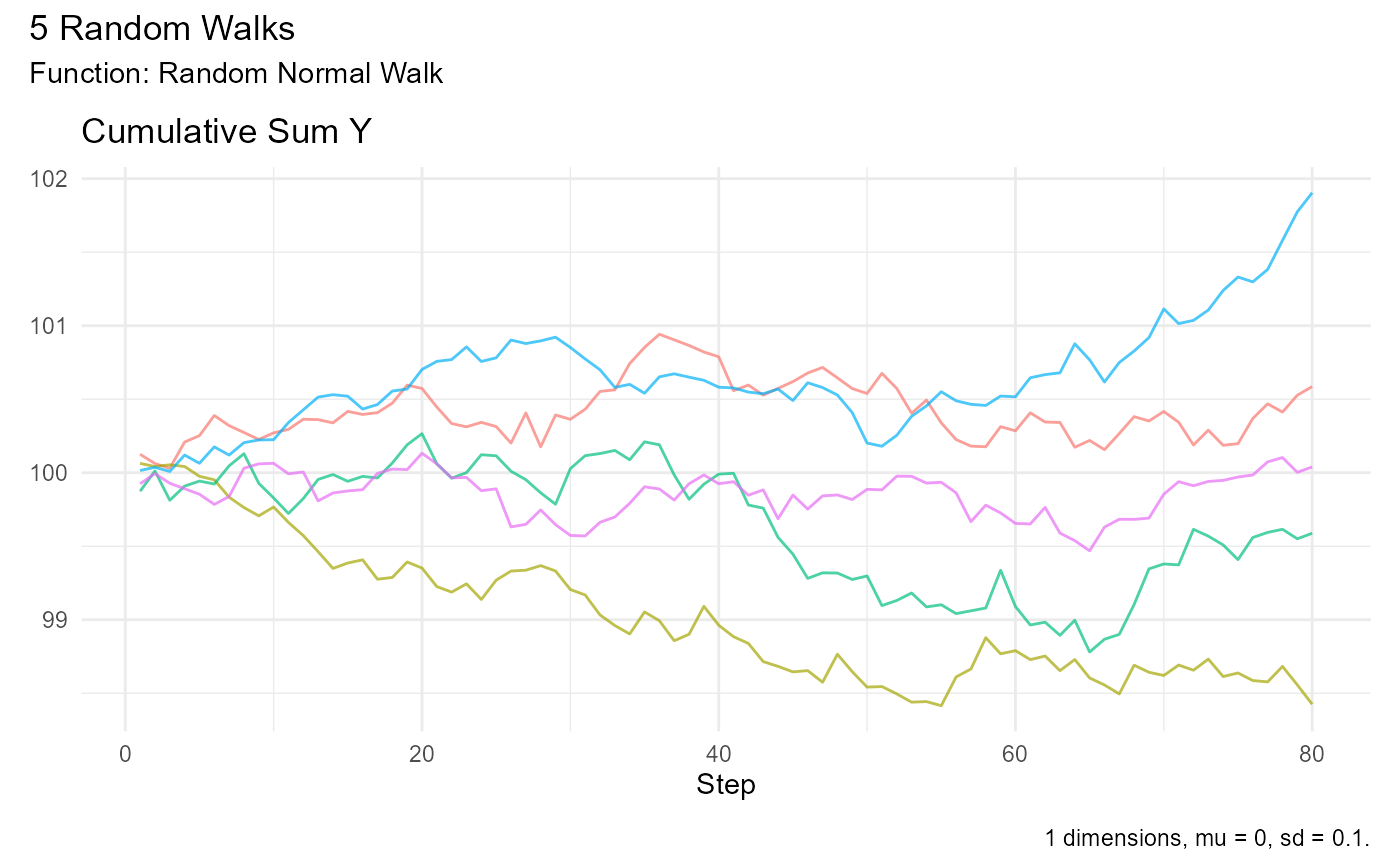 5 Random Walks
Function: Random Normal Walk
Cumulative Sum Y
102
101
100
99
0 20 40 60 80
Step
1 dimensions, mu = 0, sd = 0.1.